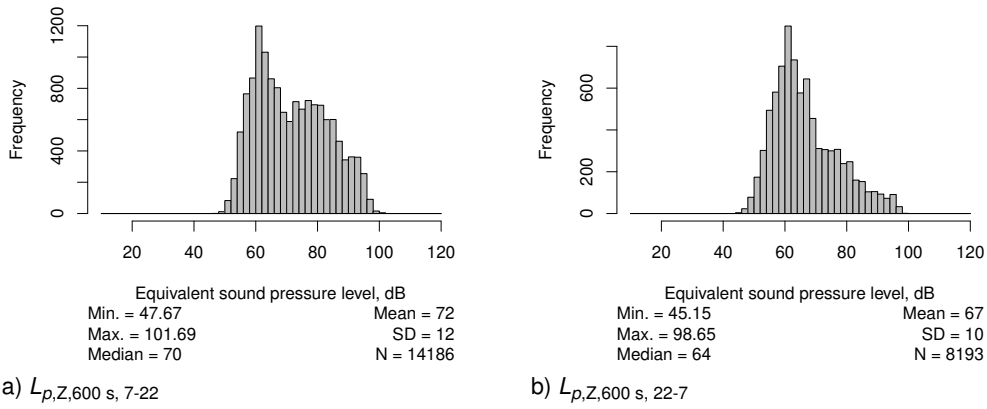 Frequency
0 400 800 1200
20 40 60 80 100 120
Equivalent sound pressure level, dB
Min. = 47.67 Mean = 72
Max. = 101.69 SD = 12
Median = 70 N = 14186
a) Lp,Z,600 s, 7-22
Frequency
0 200 600
20 40 60 80 100 120
Equivalent sound pressure level, dB
Min. = 45.15 Mean = 67
Max. = 98.65 SD = 10
Median = 64 N = 8193
b) Lp,Z,600 s, 22-7